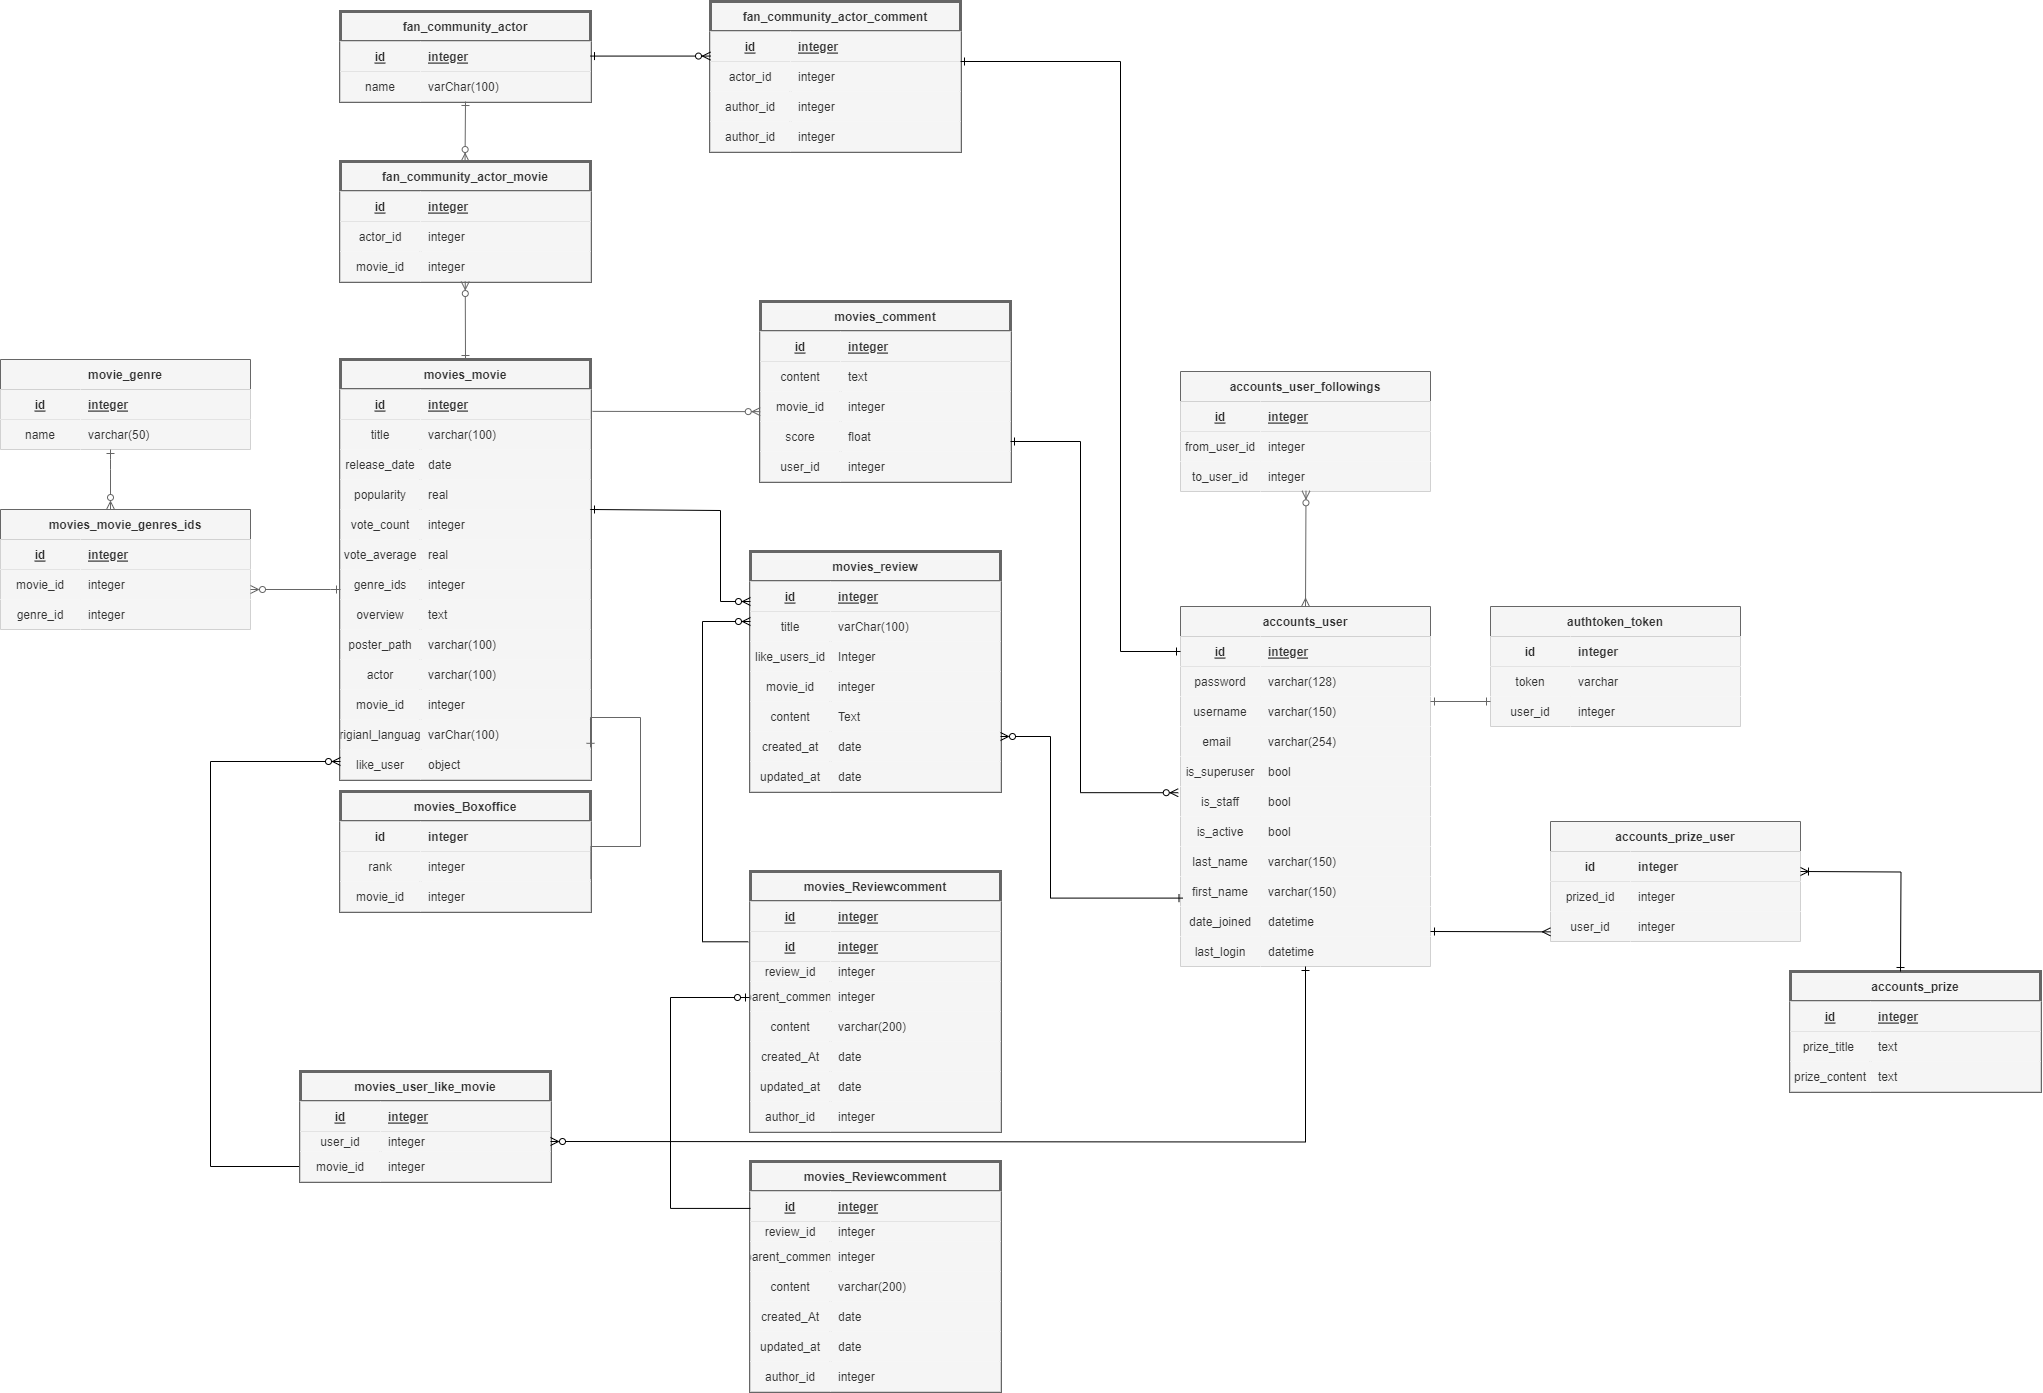 fan_community_actor
id integer
name varChar(100)
fan_community_actor_comment
id integer
actor_id integer
author_id integer
author_id integer
fan_community_actor_movie
id integer
actor_id integer
movie_id integer
movies_comment
id integer
content text
movie_id integer
score float
user_id integer
movie_genre
id integer
name varchar(50)
movies_movie_genres_ids
id integer
movie_id integer
genre_id integer
movies_movie
id integer
title varchar(100)
release_date date
popularity real
vote_count integer
vote_average real
genre_ids integer
overview text
poster_path varchar(100)
actor varchar(100)
movie_id integer
rigianl_languag varChar(100)
like_user object
movies_Boxoffice
id integer
rank integer
movie_id integer
movies_review
id integer
title varChar(100)
like_users_id Integer
movie_id integer
content Text
created_at date
updated_at date
accounts_user_followings
id integer
from_user_id integer
to_user_id integer
accounts_user
id integer
password varchar(128)
username varchar(150)
email varchar(254)
is_superuser bool
is_staff bool
is_active bool
last_name varchar(150)
first_name varchar(150)
date_joined datetime
last_login datetime
authtoken_token
id integer
token varchar
user_id integer
accounts_prize_user
id integer
prized_id integer
user_id integer
accounts_prize
id integer
prize_title text
prize_content text
movies_Reviewcomment
id integer
id integer
review_id integer
arent_commen integer
content varchar(200)
created_At date
updated_at date
author_id integer
movies_user_like_movie
id integer
user_id integer
movie_id integer
movies_Reviewcomment
id integer
review_id integer
arent_commen integer
content varchar(200)
created_At date
updated_at date
author_id integer